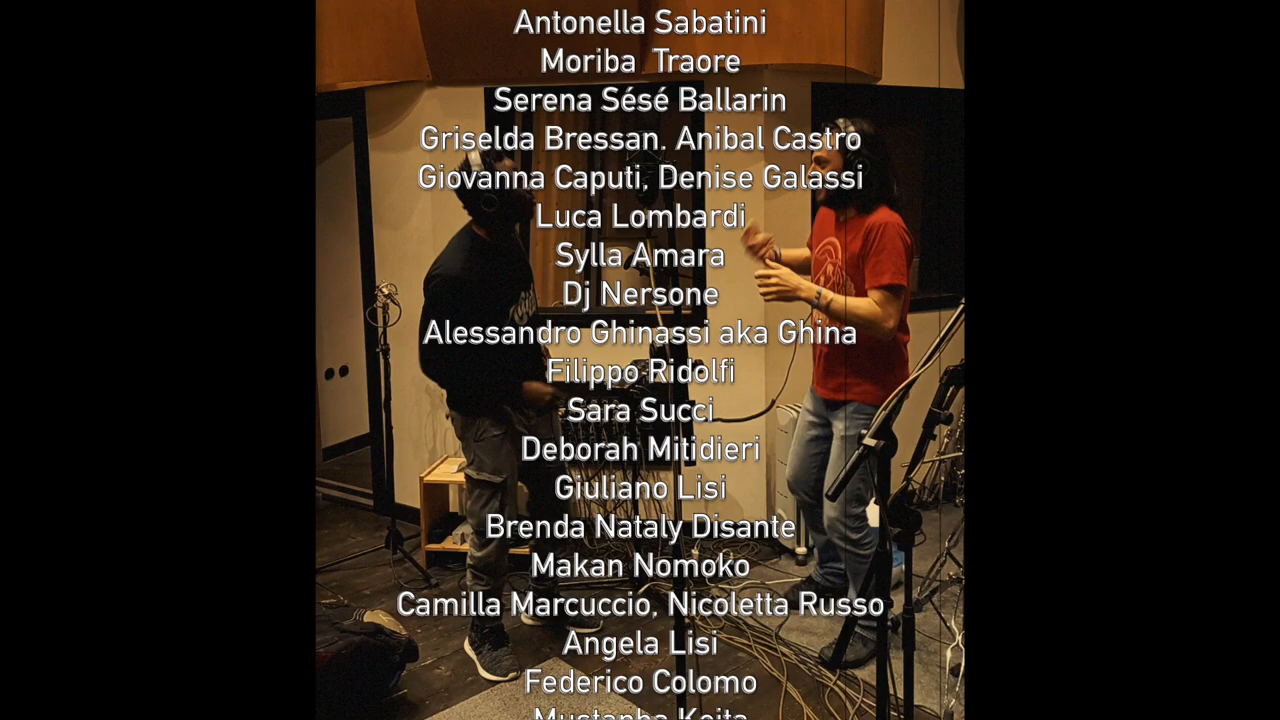 Antonella Sabatini
Moriba Traore
Serena Sésé Ballarin
Griselda Bressan. Anibal Castro
Giovanna Caputi, Denise Galassi
Luca Lombardi
Sylla Amara
Dj Nersone
Alessandro Ghinassi aka Ghina
Filippo Ridolfi
Sara Succi
Deborah Mitidieri
Giuliano Lisi
Brenda Nataly Disante
Makan Nomoko
Camilla Marcuccio, Nicoletta Russo
Angela Lisi
Federico Colomo
Mustapha Keita